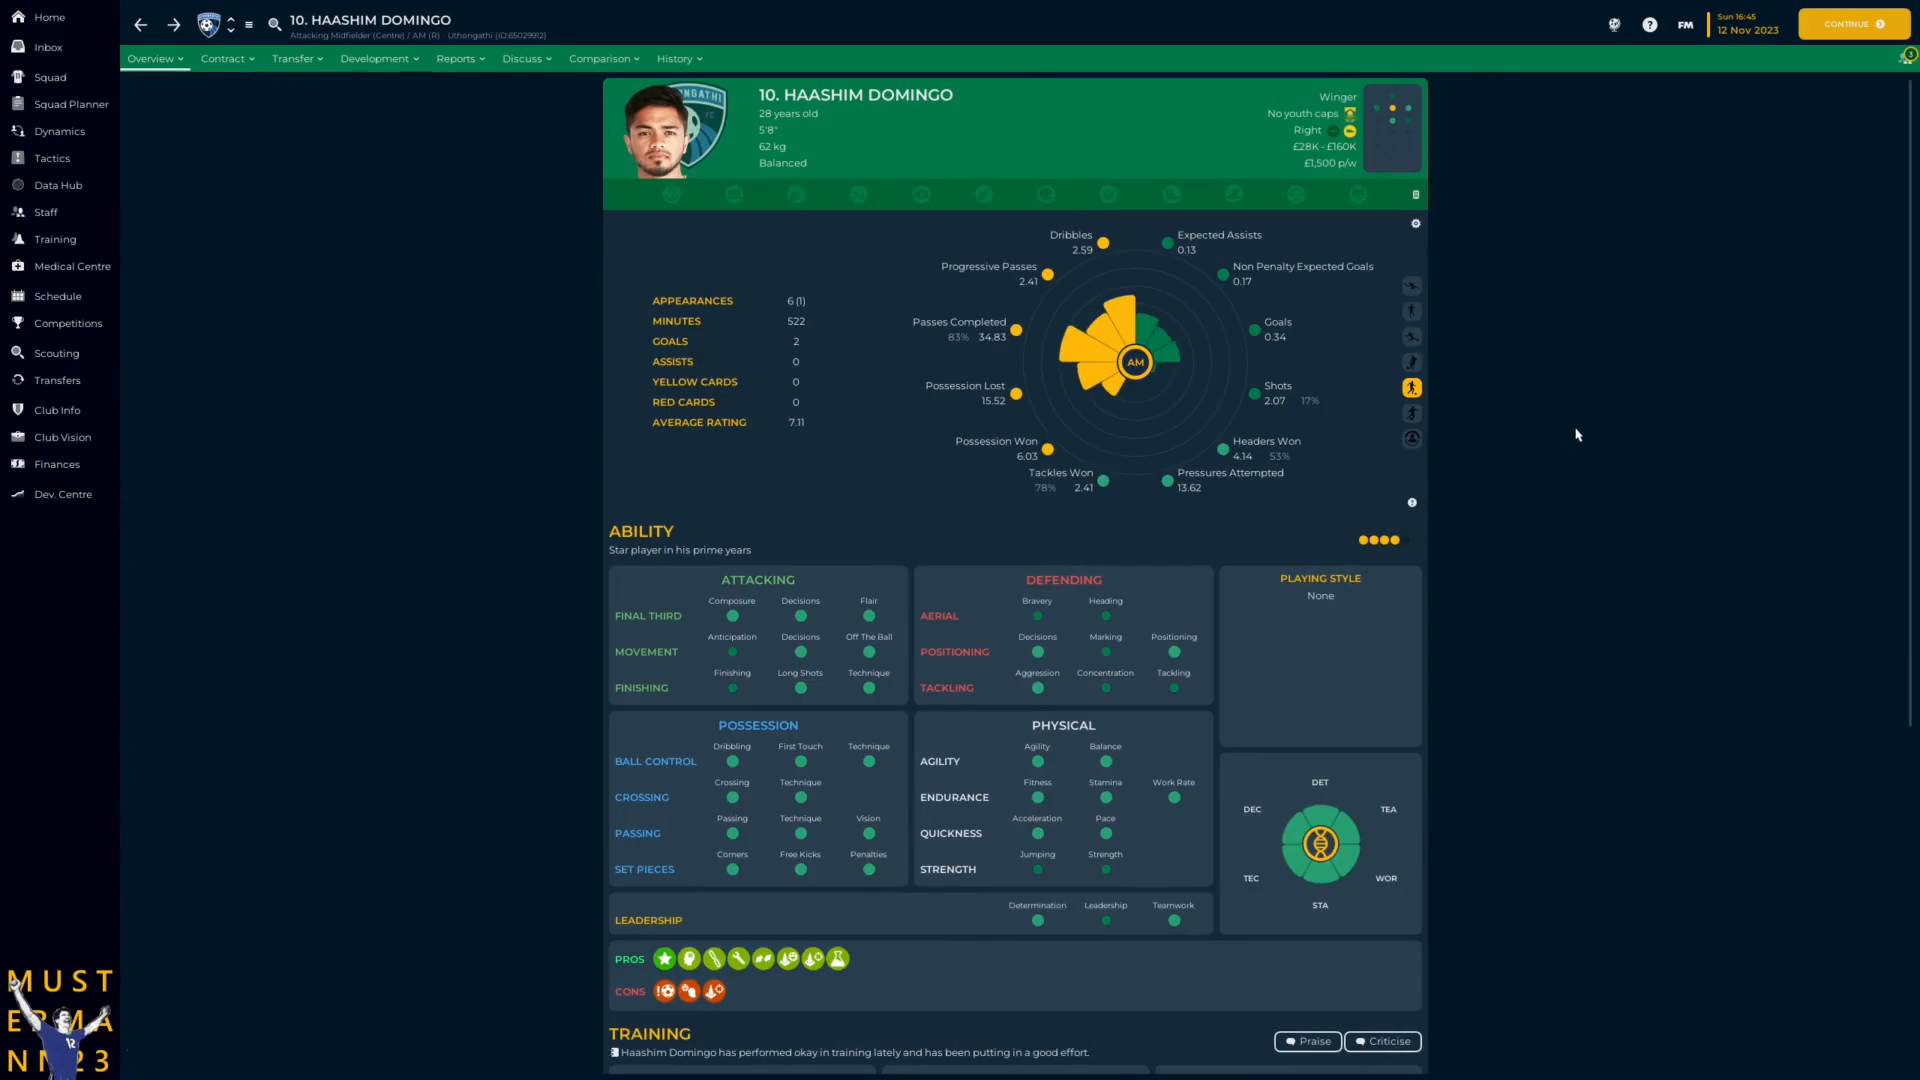 Home
Inbox
Squad
Squad Planner
Dynamics
Tactics
Data Hub
Staff
Training
Medical Centre
Schedule
Competitions
Scouting
Transfers
Club Info
Club Vision
Finances
Dev. Centre
MUST
ERMA
NN23
12
10. HAASHIM DOMINGO
Attacking Midfielder (Centre) / AM (R) · Uthongathi (ID:65029912)
FM
Sun 16:45
12 Nov 2023
CONTINUE
Overview
Contract
Transfer
Development
Reports
Discuss
Comparison
History
3
10. HAASHIM DOMINGO
28 years old
5'8"
62 kg
Balanced
Winger
No youth caps
Right
£28K - £160K
£1,500 p/w
APPEARANCES 6 (1)
MINUTES 522
GOALS 2
ASSISTS 0
YELLOW CARDS 0
RED CARDS 0
AVERAGE RATING 7.11
Dribbles
2.59
Expected Assists
0.13
Progressive Passes
2.41
Non Penalty Expected Goals
0.17
Passes Completed
83% 34.83
Goals
0.34
AM
Possession Lost
15.52
Shots
2.07 17%
Possession Won
6.03
Headers Won
4.14 53%
Tackles Won
78% 2.41
Pressures Attempted
13.62
ABILITY
Star player in his prime years
ATTACKING
Composure Decisions Flair
FINAL THIRD
Anticipation Decisions Off The Ball
MOVEMENT
Finishing Long Shots Technique
FINISHING
DEFENDING
Bravery Heading
AERIAL
Decisions Marking Positioning
POSITIONING
Aggression Concentration Tackling
TACKLING
PLAYING STYLE
None
POSSESSION
Dribbling First Touch Technique
BALL CONTROL
Crossing Technique
CROSSING
Passing Technique Vision
PASSING
Corners Free Kicks Penalties
SET PIECES
PHYSICAL
Agility Balance
AGILITY
Fitness Stamina Work Rate
ENDURANCE
Acceleration Pace
QUICKNESS
Jumping Strength
STRENGTH
DET
DEC TEA
TEC WOR
STA
Determination Leadership Teamwork
LEADERSHIP
PROS
CONS
TRAINING
Haashim Domingo has performed okay in training lately and has been putting in a good effort.
Praise
Criticise